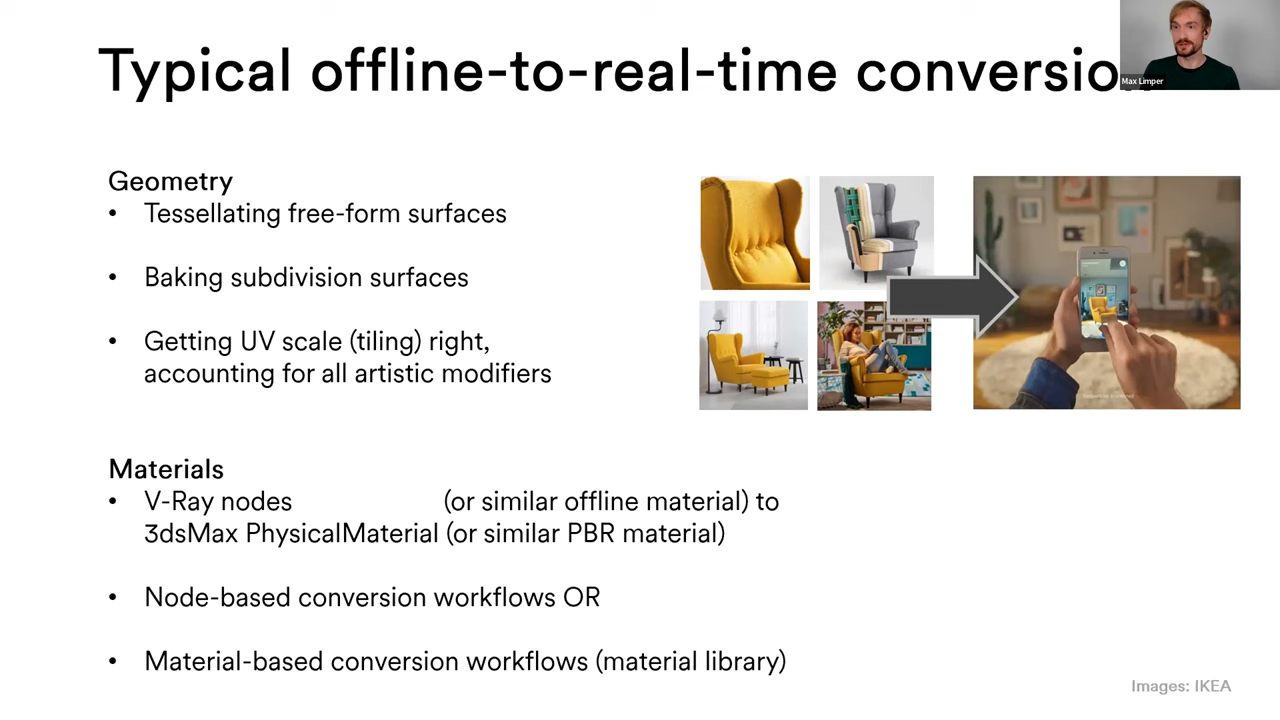 Typical offline-to-real-time conversion
Max Limper
Geometry
• Tessellating free-form surfaces
• Baking subdivision surfaces
• Getting UV scale (tiling) right,
accounting for all artistic modifiers
Materials
• V-Ray nodes (or similar offline material) to
3dsMax PhysicalMaterial (or similar PBR material)
• Node-based conversion workflows OR
• Material-based conversion workflows (material library)
Images: IKEA